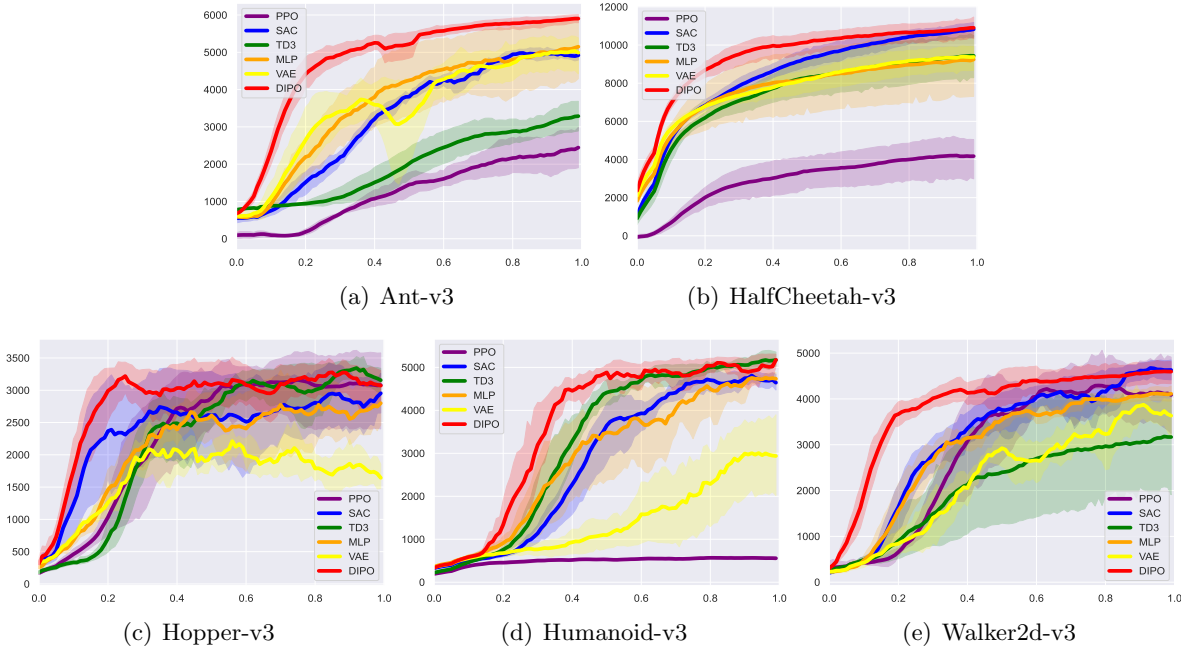 6000
5000
4000
3000
2000
1000
0
PPO
SAC
TD3
MLP
VAE
DIPO
0.0 0.2 0.4 0.6 0.8 1.0
(a) Ant-v3
12000
10000
8000
6000
4000
2000
0
PPO
SAC
TD3
MLP
VAE
DIPO
0.0 0.2 0.4 0.6 0.8 1.0
(b) HalfCheetah-v3
3500
3000
2500
2000
1500
1000
500
0
PPO
SAC
TD3
MLP
VAE
DIPO
0.0 0.2 0.4 0.6 0.8 1.0
(c) Hopper-v3
5000
4000
3000
2000
1000
0
PPO
SAC
TD3
MLP
VAE
DIPO
0.0 0.2 0.4 0.6 0.8 1.0
(d) Humanoid-v3
5000
4000
3000
2000
1000
0
PPO
SAC
TD3
MLP
VAE
DIPO
0.0 0.2 0.4 0.6 0.8 1.0
(e) Walker2d-v3